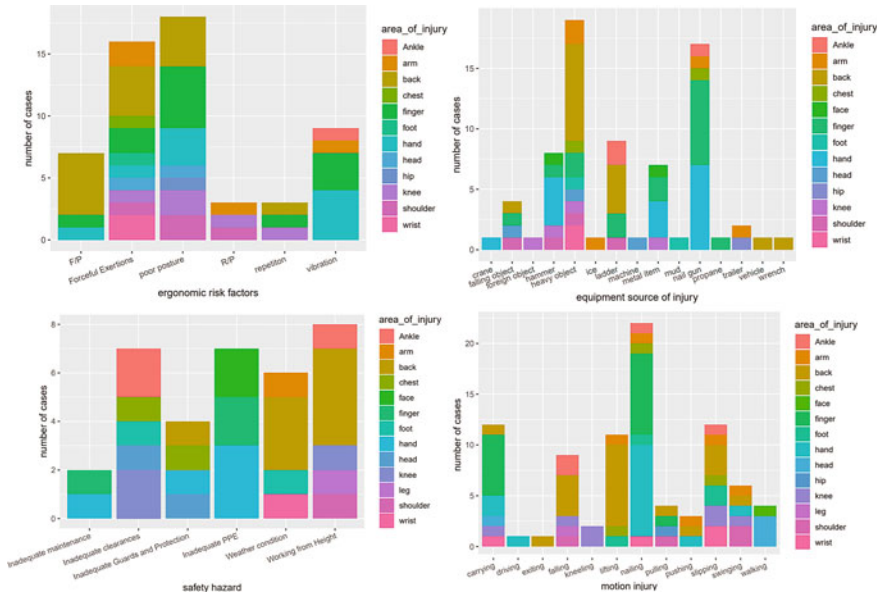 area_of_injury
Ankle
arm
back
chest
finger
foot
hand
head
hip
knee
shoulder
wrist
number of cases
15
10
5
0
F/P
Forceful Exertions
poor posture
R/P
repetiton
vibration
ergonomic risk factors
area_of_injury
Ankle
arm
back
chest
face
finger
foot
hand
head
hip
knee
shoulder
wrist
number of cases
15
10
5
0
crane
falling object
foreign object
hammer
heavy object
ice
ladder
machine
metal item
mud
nail gun
propane
trailer
vehicle
wrench
equipment source of injury
area_of_injury
Ankle
arm
back
chest
face
finger
foot
hand
head
knee
leg
shoulder
wrist
number of cases
8
6
4
2
0
Inadequate maintenance
Inadequate clearances
Inadequate Guards and Protection
Inadequate PPE
Weather condition
Working from Height
safety hazard
area_of_injury
Ankle
arm
back
chest
face
finger
foot
hand
head
hip
knee
leg
shoulder
wrist
number of cases
20
15
10
5
0
carrying
driving
exiting
falling
kneeling
lifting
nailing
pulling
pushing
slipping
swinging
walking
motion injury